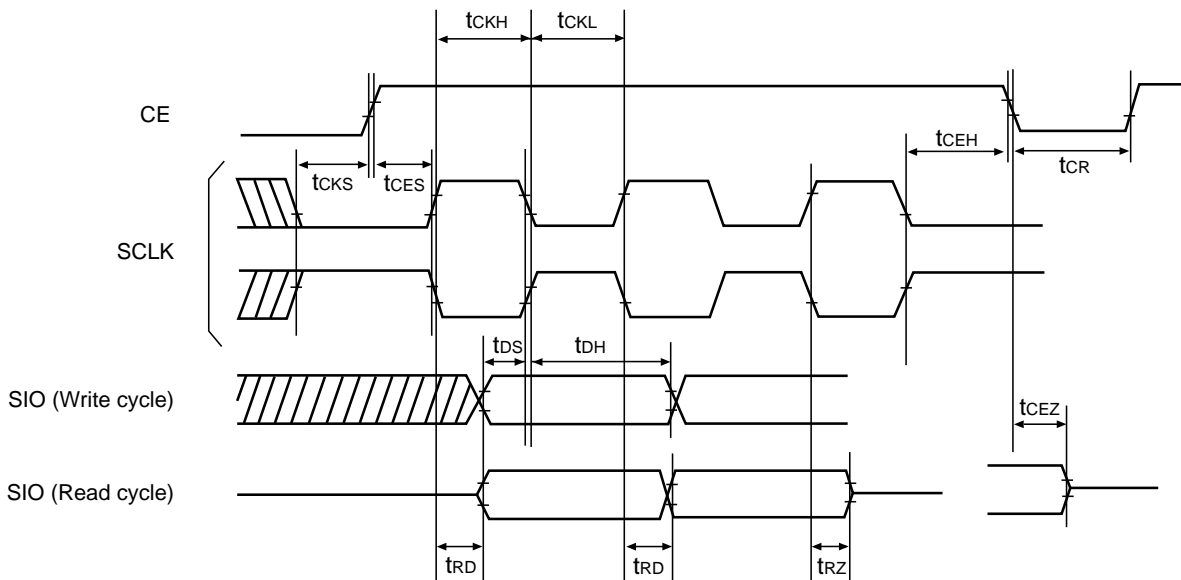 tCKH tCKL
CE
tCEH
tCKS tCES tCR
SCLK
tDS tDH
SIO (Write cycle)
tCEZ
SIO (Read cycle)
tRD tRD tRZ